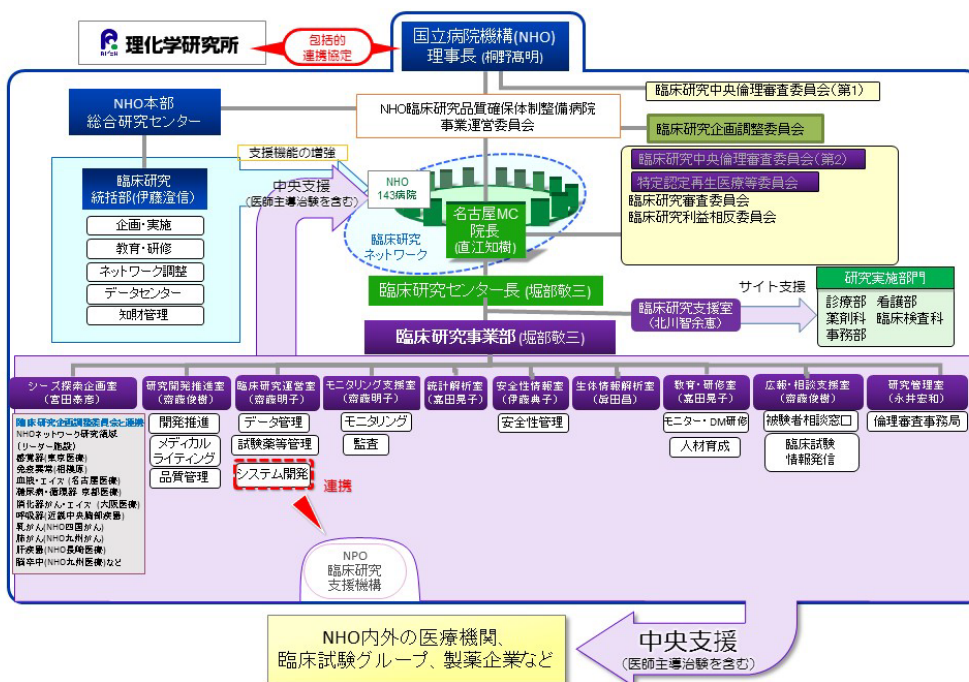 RIKEN
理化学研究所
包括的
連携協定
国立病院機構(NHO)
理事長(桐野髙明)
臨床研究中央倫理審査委員会(第1)
NHO本部
総合研究センター
NHO臨床研究品質確保体制整備病院
事業運営委員会
臨床研究企画調整委員会
支援機能の増強
中央支援
(医師主導治験を含む)
NHO
143病院
臨床研究
統括部(伊藤澄信)
企画・実施
教育・研修
ネットワーク調整
データセンター
知財管理
名古屋MC
院長
(直江知樹)
臨床研究
ネットワーク
臨床研究中央倫理審査委員会(第2)
特定認定再生医療等委員会
臨床研究審査委員会
臨床研究利益相反委員会
臨床研究センター長(堀部敬三)
サイト支援
研究実施部門
診療部 看護部
薬剤科 臨床検査科
事務部
臨床研究支援室
(北川智余恵)
臨床研究事業部(堀部敬三)
シーズ探索企画室
(宮田泰彦)
研究開発推進室
(齋藤俊樹)
臨床研究運営室
(齋藤明子)
モニタリング支援室
(齋藤明子)
統計解析室
(嘉田晃子)
安全性情報室
(伊藤典子)
生体情報解析室
(眞田昌)
教育・研修室
(嘉田晃子)
広報・相談支援室
(齋藤俊樹)
研究管理室
(永井宏和)
臨床研究企画調整委員会と連携
NHOネットワーク研究領域
(リーダー施設)
感覚器(東京医療)
免疫異常(相模原)
血液・エイズ(名古屋医療)
糖尿病・循環器 京都医療)
消化器がん・エイズ(大阪医療)
呼吸器(近畿中央胸部疾患)
乳がん(NHO四国がん)
肺がん(NHO九州がん)
肝疾患(NHO長崎医療)
脳卒中(NHO九州医療)など
開発推進
メディカル
ライティング
品質管理
データ管理
試験薬等管理
システム開発
連携
モニタリング
監査
安全性管理
モニター・DM研修
人材育成
被験者相談窓口
臨床試験
情報発信
倫理審査事務局
NPO
臨床研究
支援機構
NHO内外の医療機関、
臨床試験グループ、製薬企業など
中央支援
(医師主導治験を含む)